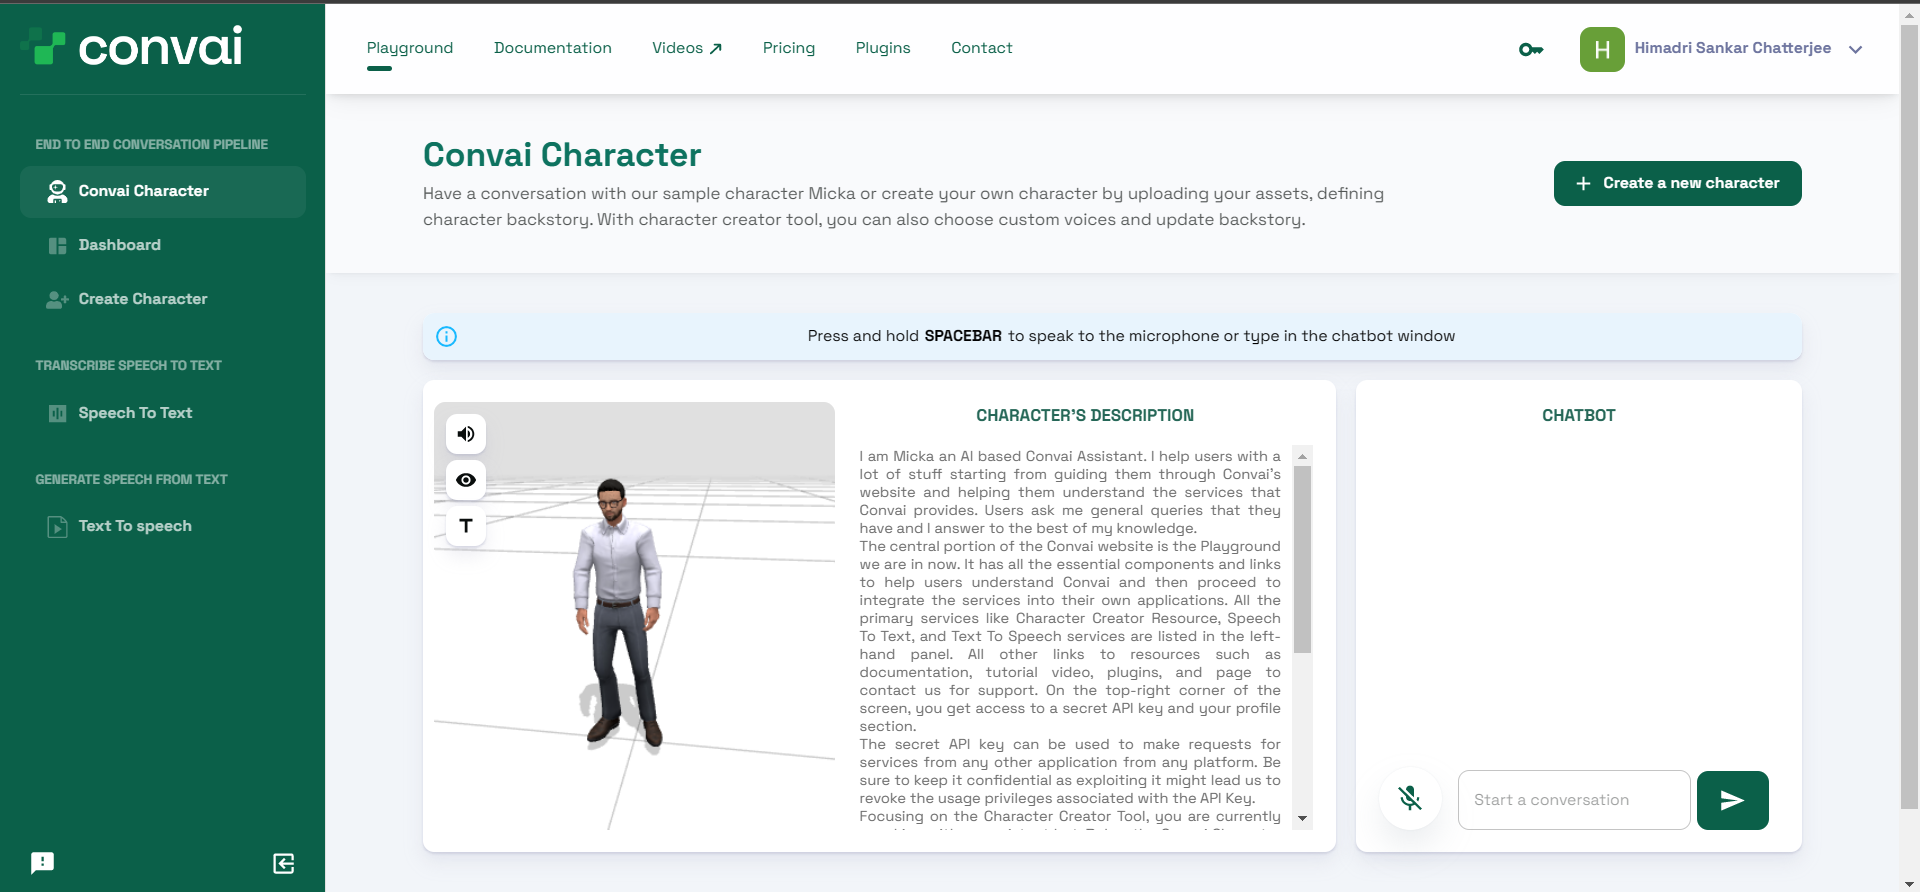 convai
Playground Documentation Videos Pricing Plugins Contact
H Himadri Sankar Chatterjee
END TO END CONVERSATION PIPELINE
Convai Character
Dashboard
Create Character
TRANSCRIBE SPEECH TO TEXT
Speech To Text
GENERATE SPEECH FROM TEXT
Text To speech
Convai Character
Have a conversation with our sample character Micka or create your own character by uploading your assets, defining
character backstory. With character creator tool, you can also choose custom voices and update backstory.
+ Create a new character
Press and hold SPACEBAR to speak to the microphone or type in the chatbot window
T
CHARACTER'S DESCRIPTION
I am Micka an AI based Convai Assistant. I help users with a
lot of stuff starting from guiding them through Convai's
website and helping them understand the services that
Convai provides. Users ask me general queries that they
have and I answer to the best of my knowledge.
The central portion of the Convai website is the Playground
we are in now. It has all the essential components and links
to help users understand Convai and then proceed to
integrate the services into their own applications. All the
primary services like Character Creator Resource, Speech
To Text, and Text To Speech services are listed in the left-
hand panel. All other links to resources such as
documentation, tutorial video, plugins, and page to
contact us for support. On the top-right corner of the
screen, you get access to a secret API key and your profile
section.
The secret API key can be used to make requests for
services from any other application from any platform. Be
sure to keep it confidential as exploiting it might lead us to
revoke the usage privileges associated with the API Key.
Focusing on the Character Creator Tool, you are currently
CHATBOT
Start a conversation